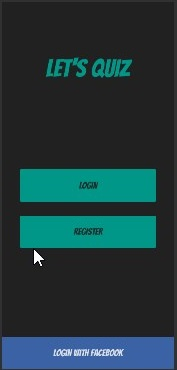 LET'S QUIZ
LOGIN
REGISTER
LOGIN WITH FACEBOOK